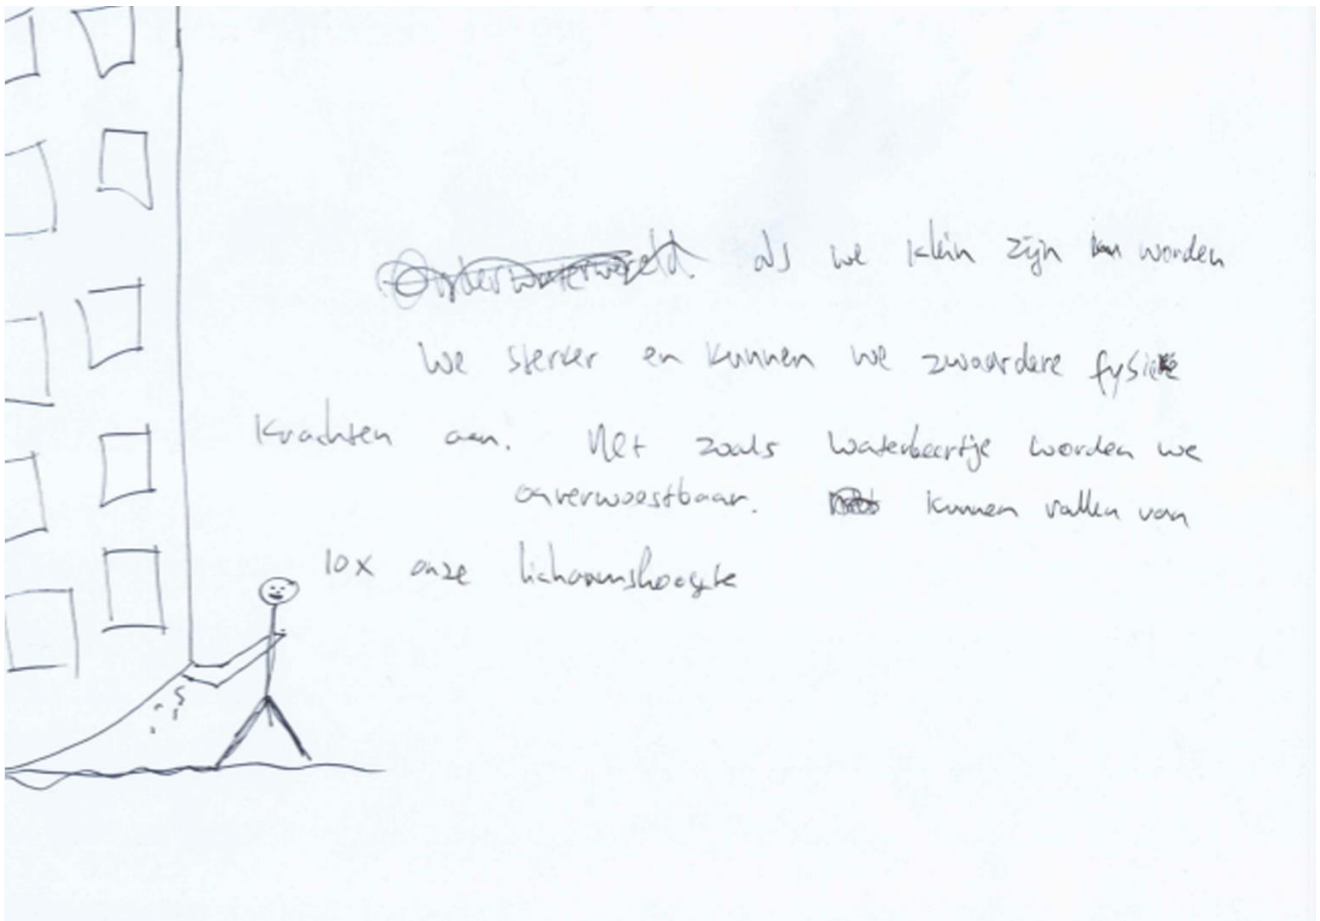 als we klein zijn worden
we sterker en kunnen we zwaardere fysieke
krachten aan. Net zoals waterbeertje worden we
onverwoestbaar. kunnen vallen van
10x onze lichaamshoogte